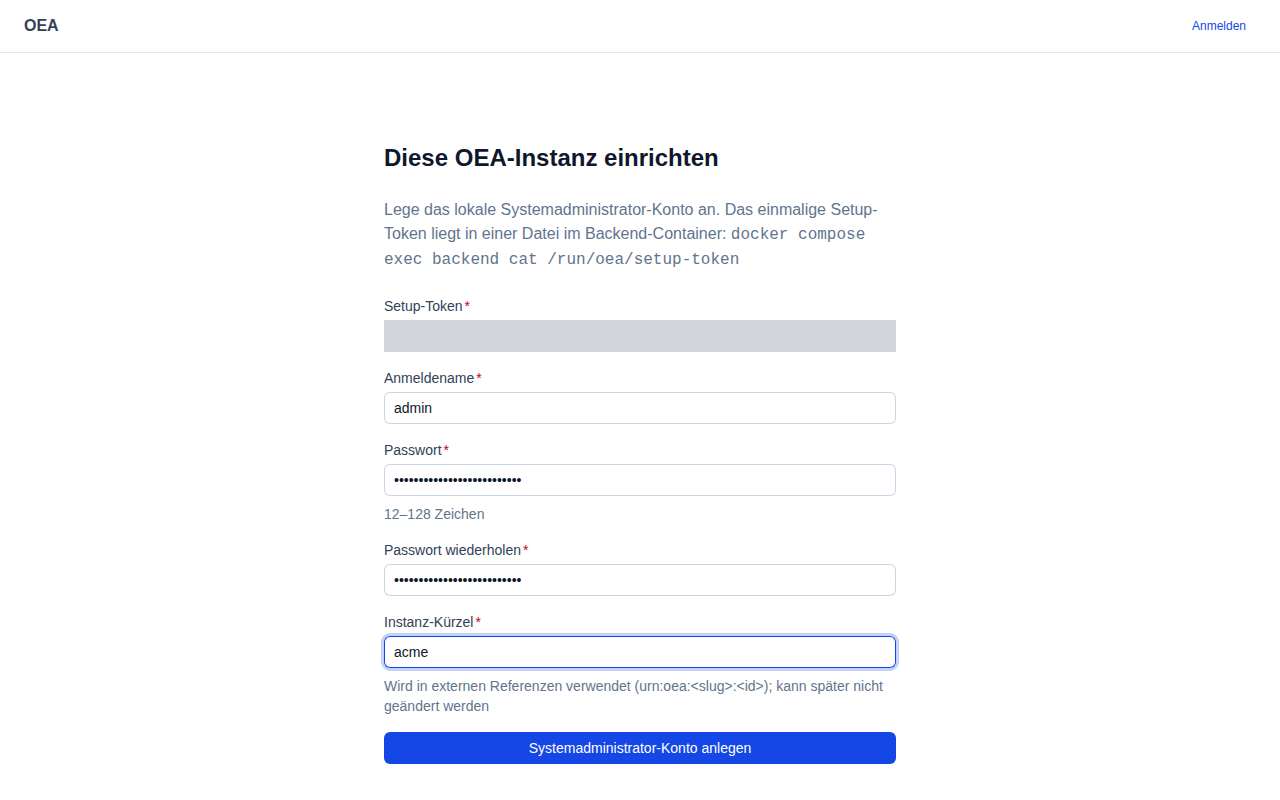 OEA
Anmelden
Diese OEA-Instanz einrichten
Lege das lokale Systemadministrator-Konto an. Das einmalige Setup-
Token liegt in einer Datei im Backend-Container: docker compose
exec backend cat /run/oea/setup-token
Setup-Token*
Anmeldename*
admin
Passwort*
••••••••••••••••••••••••••
12–128 Zeichen
Passwort wiederholen*
••••••••••••••••••••••••••
Instanz-Kürzel*
acme
Wird in externen Referenzen verwendet (urn:oea:<slug>:<id>); kann später nicht
geändert werden
Systemadministrator-Konto anlegen